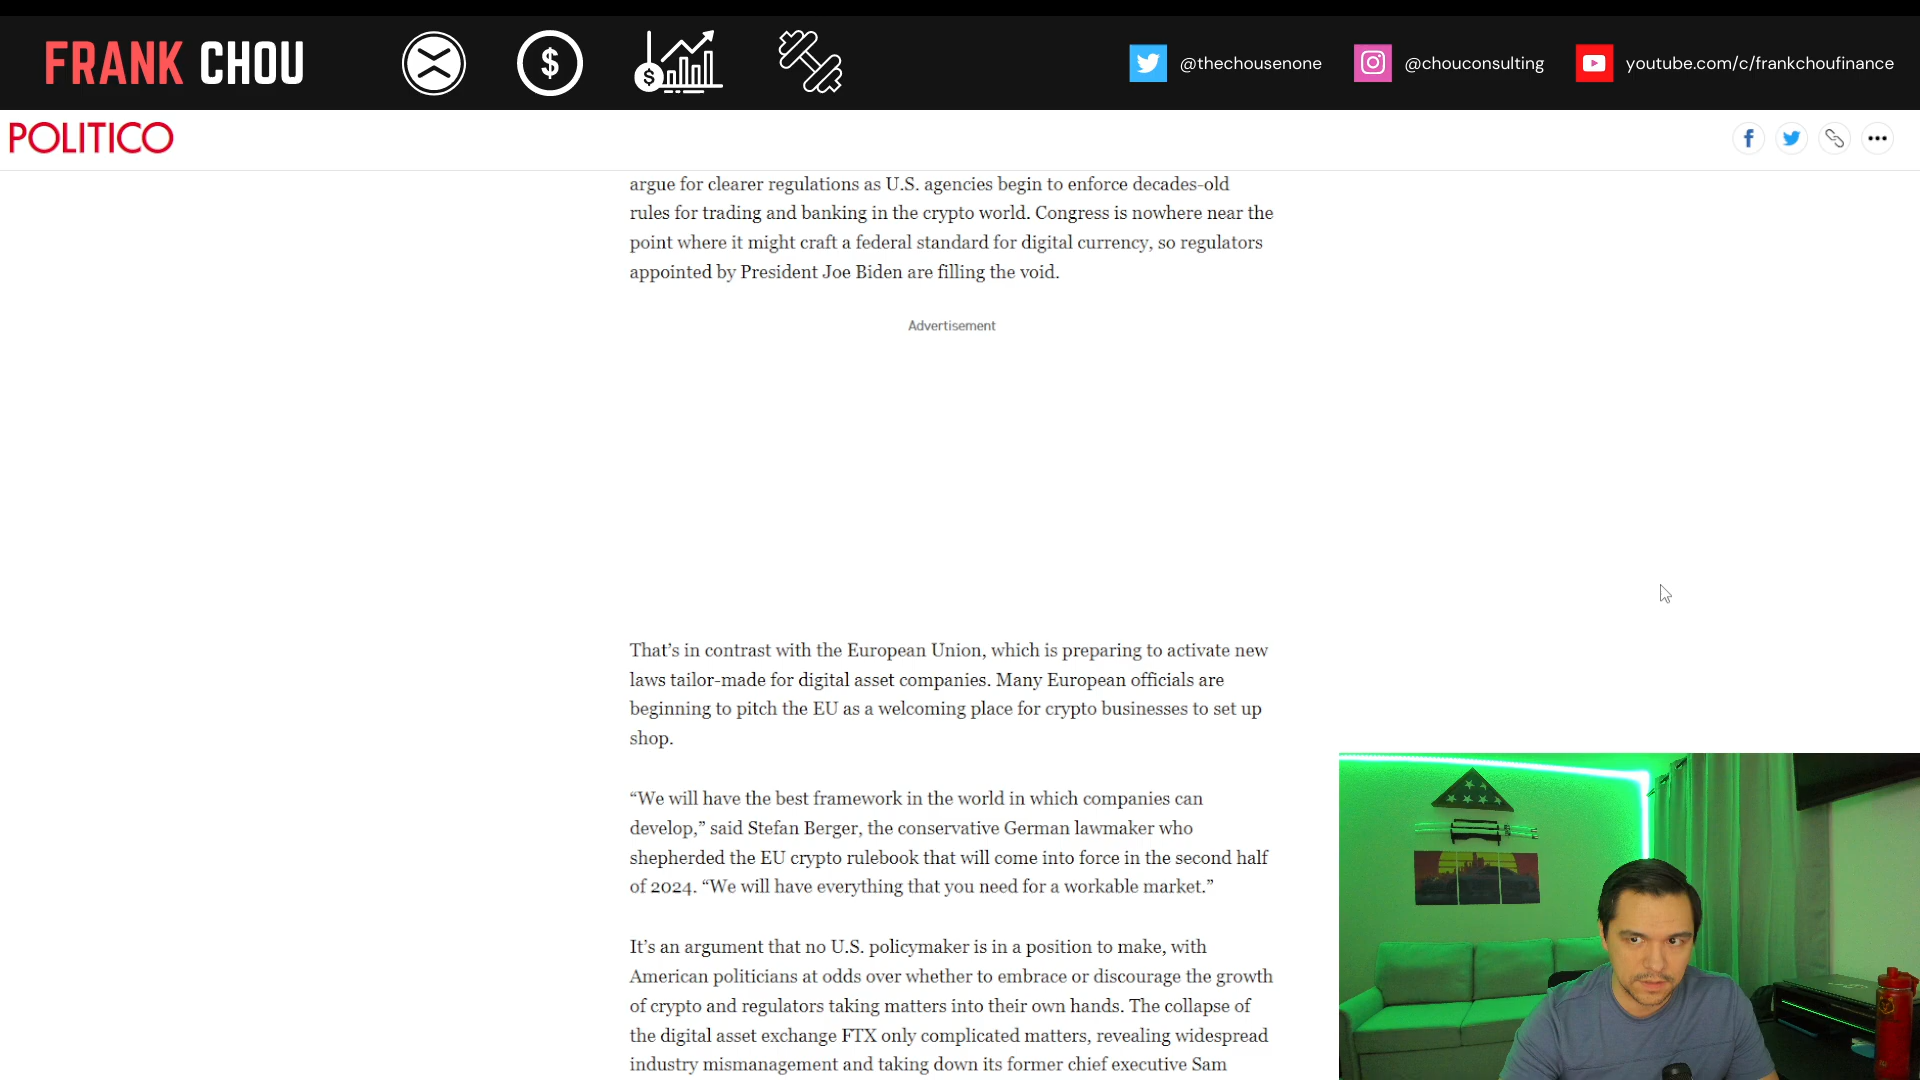 FRANK CHOU
$
$
@thechousenone
@chouconsulting
youtube.com/c/frankchoufinance
POLITICO
argue for clearer regulations as U.S. agencies begin to enforce decades-old
rules for trading and banking in the crypto world. Congress is nowhere near the
point where it might craft a federal standard for digital currency, so regulators
appointed by President Joe Biden are filling the void.
Advertisement
That’s in contrast with the European Union, which is preparing to activate new
laws tailor-made for digital asset companies. Many European officials are
beginning to pitch the EU as a welcoming place for crypto businesses to set up
shop.
“We will have the best framework in the world in which companies can
develop,” said Stefan Berger, the conservative German lawmaker who
shepherded the EU crypto rulebook that will come into force in the second half
of 2024. “We will have everything that you need for a workable market.”
It’s an argument that no U.S. policymaker is in a position to make, with
American politicians at odds over whether to embrace or discourage the growth
of crypto and regulators taking matters into their own hands. The collapse of
the digital asset exchange FTX only complicated matters, revealing widespread
industry mismanagement and taking down its former chief executive Sam